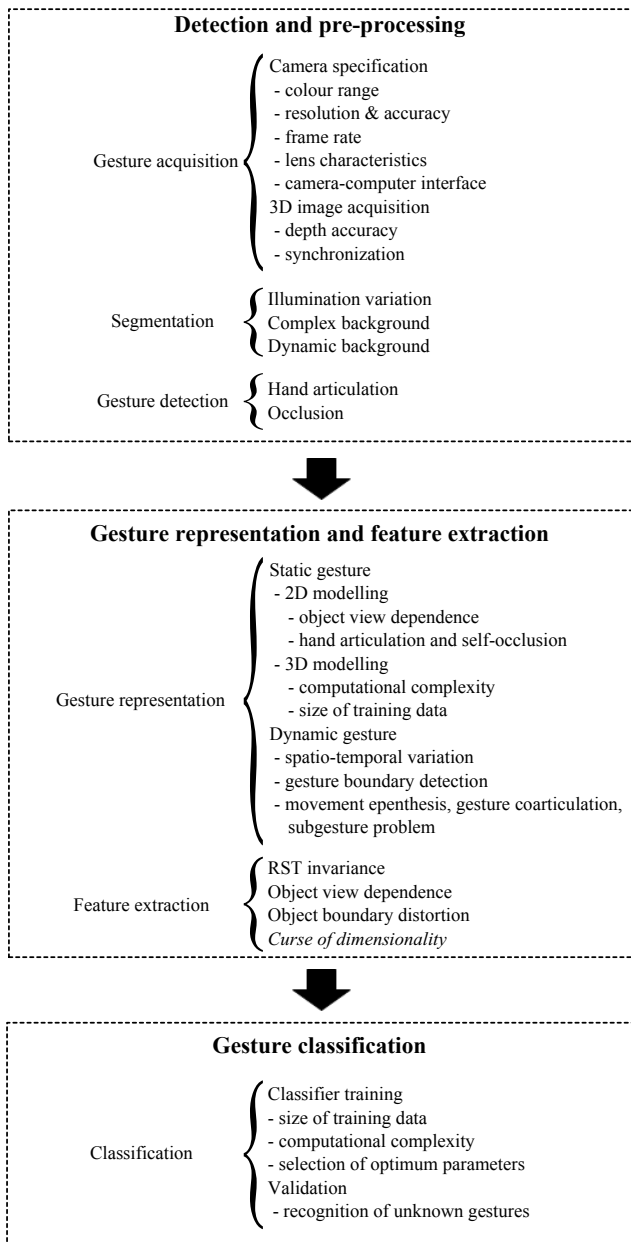 Detection and pre-processing
Gesture acquisition
Camera specification
- colour range
- resolution & accuracy
- frame rate
- lens characteristics
- camera-computer interface
3D image acquisition
- depth accuracy
- synchronization
Segmentation
Illumination variation
Complex background
Dynamic background
Gesture detection
Hand articulation
Occlusion
Gesture representation and feature extraction
Gesture representation
Static gesture
- 2D modelling
- object view dependence
- hand articulation and self-occlusion
- 3D modelling
- computational complexity
- size of training data
Dynamic gesture
- spatio-temporal variation
- gesture boundary detection
- movement epenthesis, gesture coarticulation,
subgesture problem
Feature extraction
RST invariance
Object view dependence
Object boundary distortion
Curse of dimensionality
Gesture classification
Classification
Classifier training
- size of training data
- computational complexity
- selection of optimum parameters
Validation
- recognition of unknown gestures